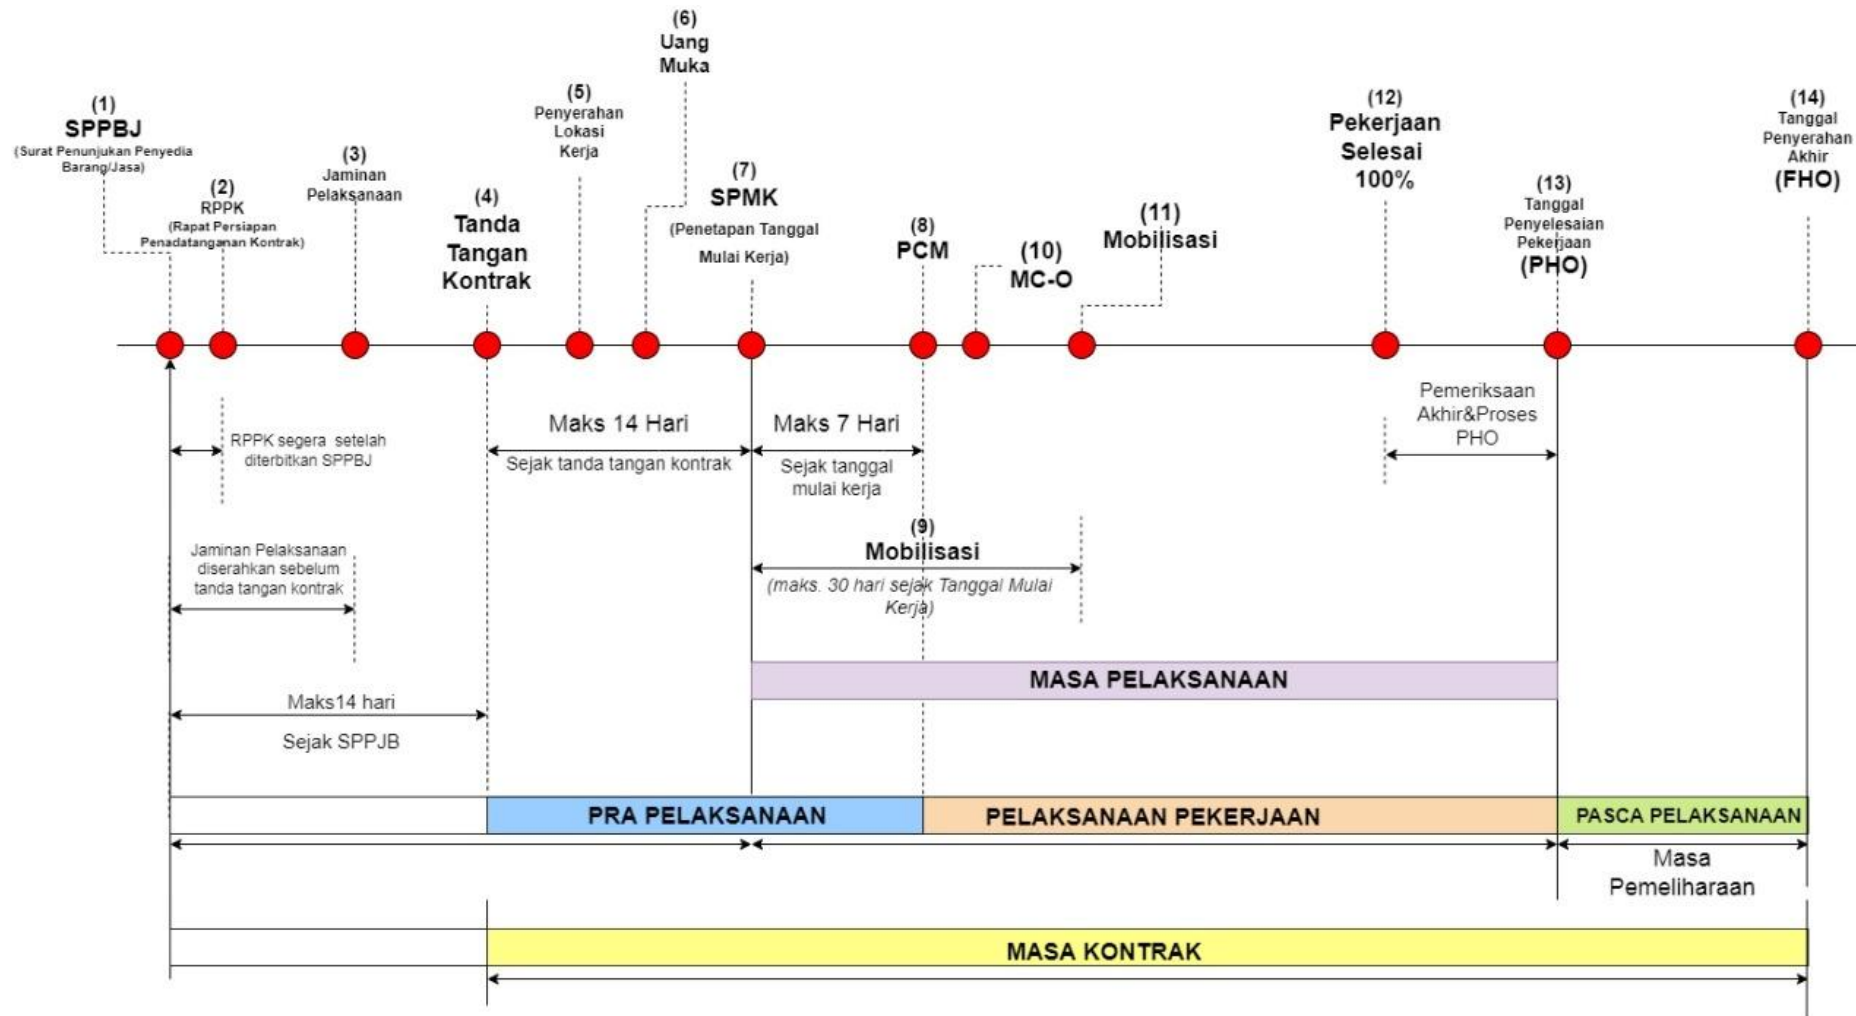 (1)
SPPBJ
(Surat Penunjukan Penyedia
Barang/Jasa)
(2)
RPPK
(Rapat Persiapan
Penadatanganan Kontrak)
(3)
Jaminan
Pelaksanaan
(4)
Tanda
Tangan
Kontrak
(5)
Penyerahan
Lokasi
Kerja
(6)
Uang
Muka
(7)
SPMK
(Penetapan Tanggal
Mulai Kerja)
(8)
PCM
(10)
MC-O
(11)
Mobilisasi
(12)
Pekerjaan
Selesai
100%
(13)
Tanggal
Penyelesaian
Pekerjaan
(PHO)
(14)
Tanggal
Penyerahan
Akhir
(FHO)
RPPK segera setelah
diterbitkan SPPBJ
Maks 14 Hari
Sejak tanda tangan kontrak
Maks 7 Hari
Sejak tanggal
mulai kerja
Pemeriksaan
Akhir&Proses
PHO
Jaminan Pelaksanaan
diserahkan sebelum
tanda tangan kontrak
(9)
Mobilisasi
(maks. 30 hari sejak Tanggal Mulai
Kerja)
MASA PELAKSANAAN
Maks14 hari
Sejak SPPJB
PRA PELAKSANAAN
PELAKSANAAN PEKERJAAN
PASCA PELAKSANAAN
Masa
Pemeliharaan
MASA KONTRAK